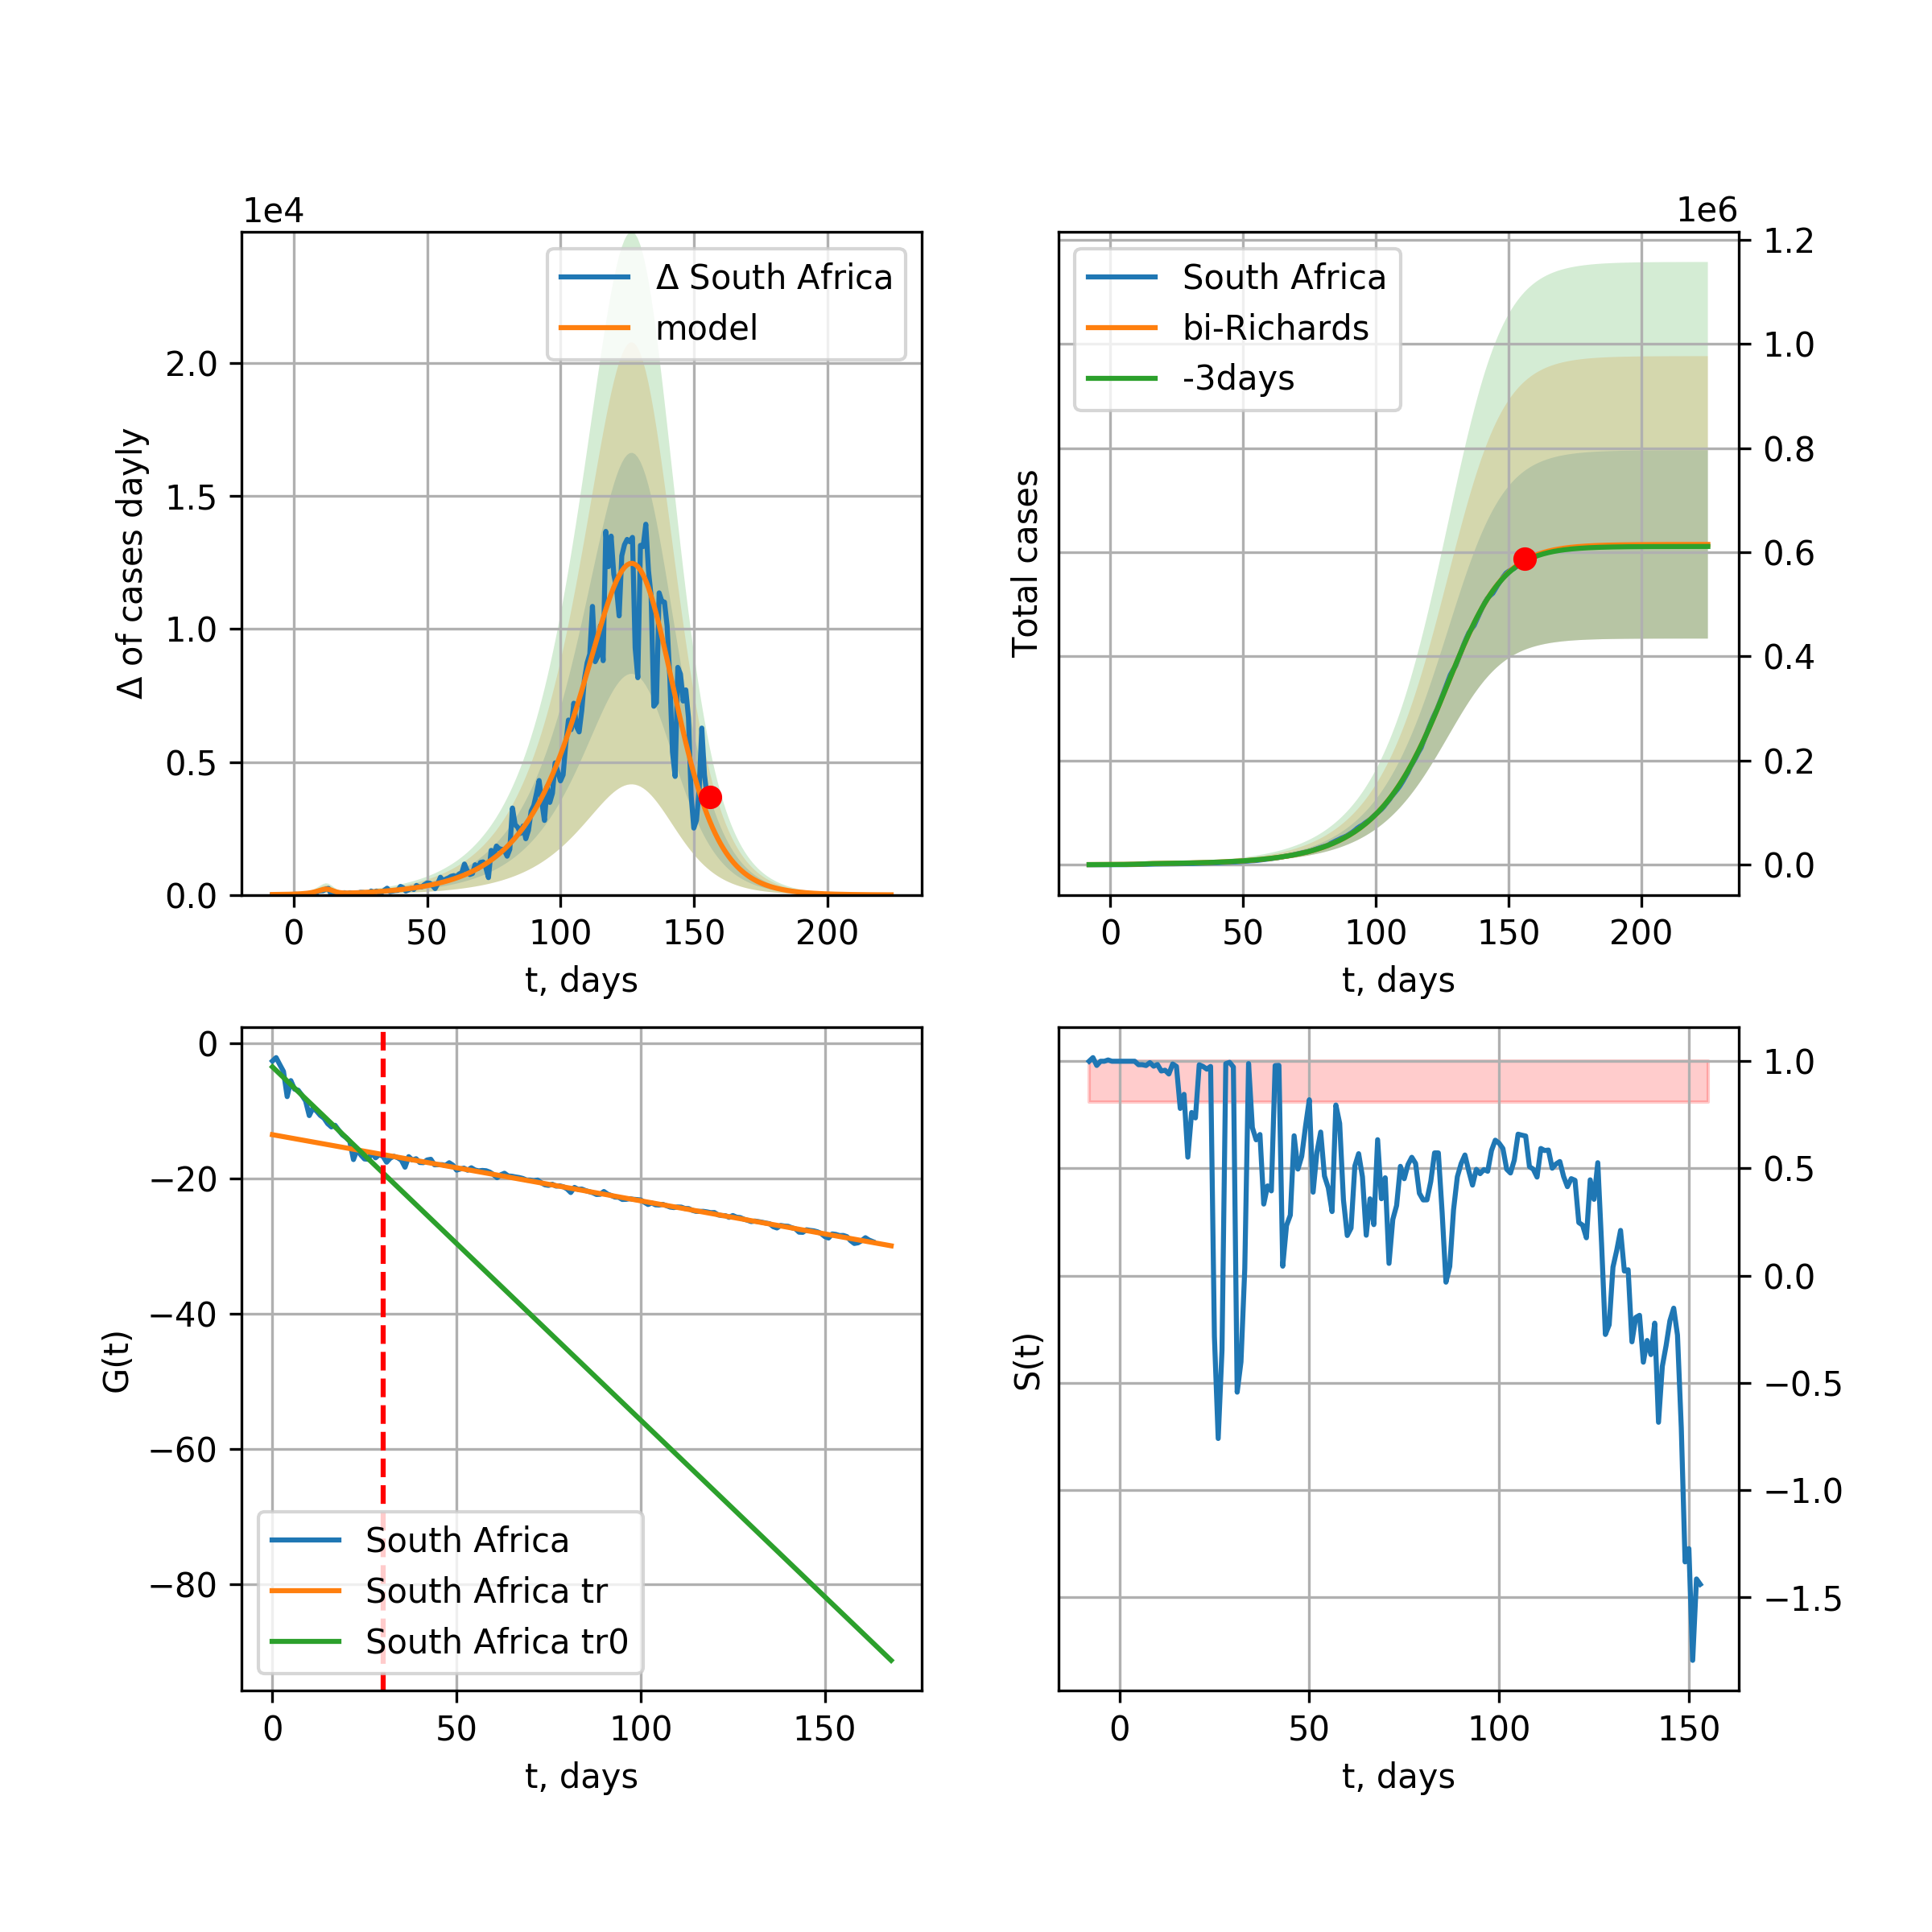 1e4
Δ South Africa
model
2.0
1.5
1.0
0.5
0.0
Δ of cases dayly
0 50 100 150 200
t, days
1e6
South Africa
bi-Richards
-3days
1.2
1.0
0.8
0.6
0.4
0.2
0.0
Total cases
0 50 100 150 200
t, days
0
−20
−40
−60
−80
G(t)
South Africa
South Africa tr
South Africa tr0
0 50 100 150
t, days
1.0
0.5
0.0
−0.5
−1.0
−1.5
S(t)
0 50 100 150
t, days